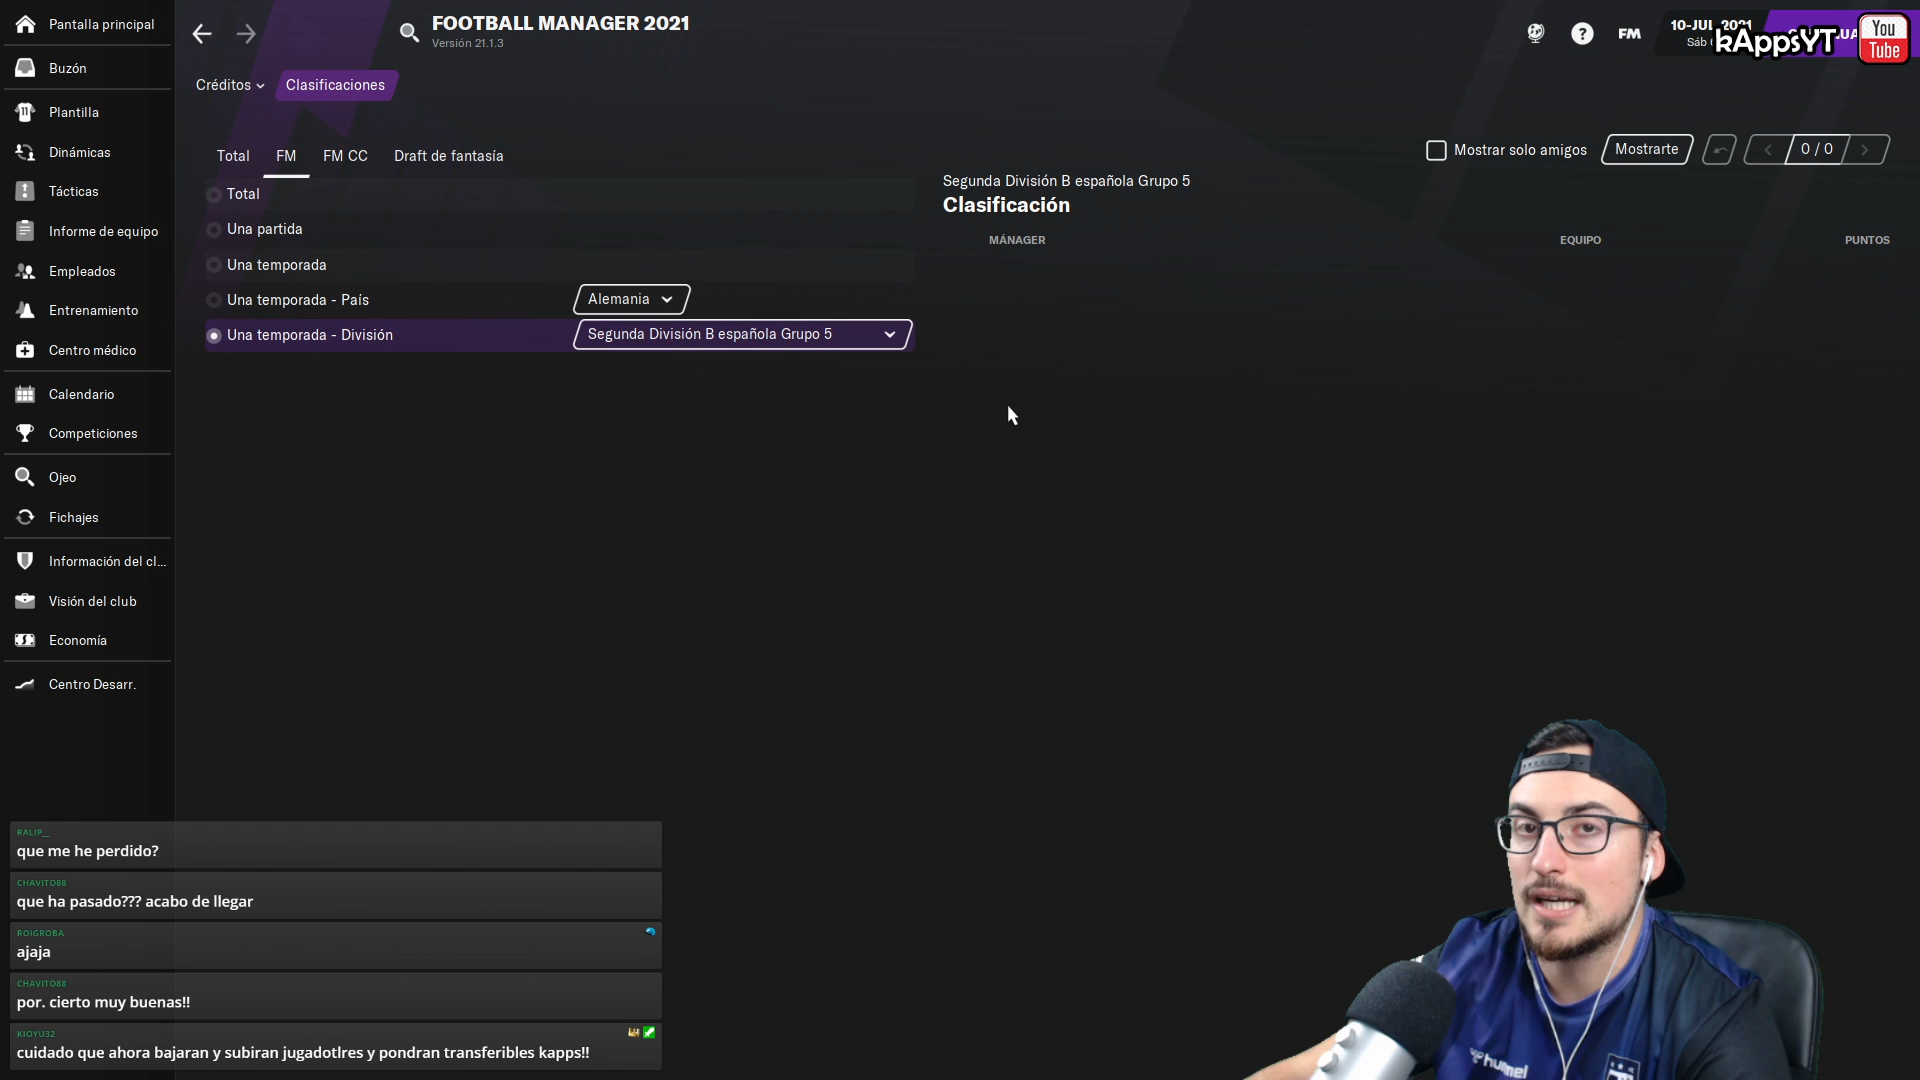 Pantalla principal
Buzón
Plantilla
Dinámicas
Tácticas
Informe de equipo
Empleados
Entrenamiento
Centro médico
Calendario
Competiciones
Ojeo
Fichajes
Información del cl...
Visión del club
Economía
Centro Desarr.
FOOTBALL MANAGER 2021
Versión 21.1.3
FM
10-JUL 2021
Sáb
kAppsYT
You
Tube
Créditos
Clasificaciones
Total
FM
FM CC
Draft de fantasía
Mostrar solo amigos
Mostrarte
0 / 0
Total
Una partida
Una temporada
Una temporada - País
Alemania
Una temporada - División
Segunda División B española Grupo 5
Segunda División B española Grupo 5
Clasificación
MÁNAGER
EQUIPO
PUNTOS
RALIP_
que me he perdido?
CHAVITO88
que ha pasado??? acabo de llegar
ROIGROBA
ajaja
CHAVITO88
por. cierto muy buenas!!
KIOYU32
cuidado que ahora bajaran y subiran jugadotlres y pondran transferibles kapps!!
hummel